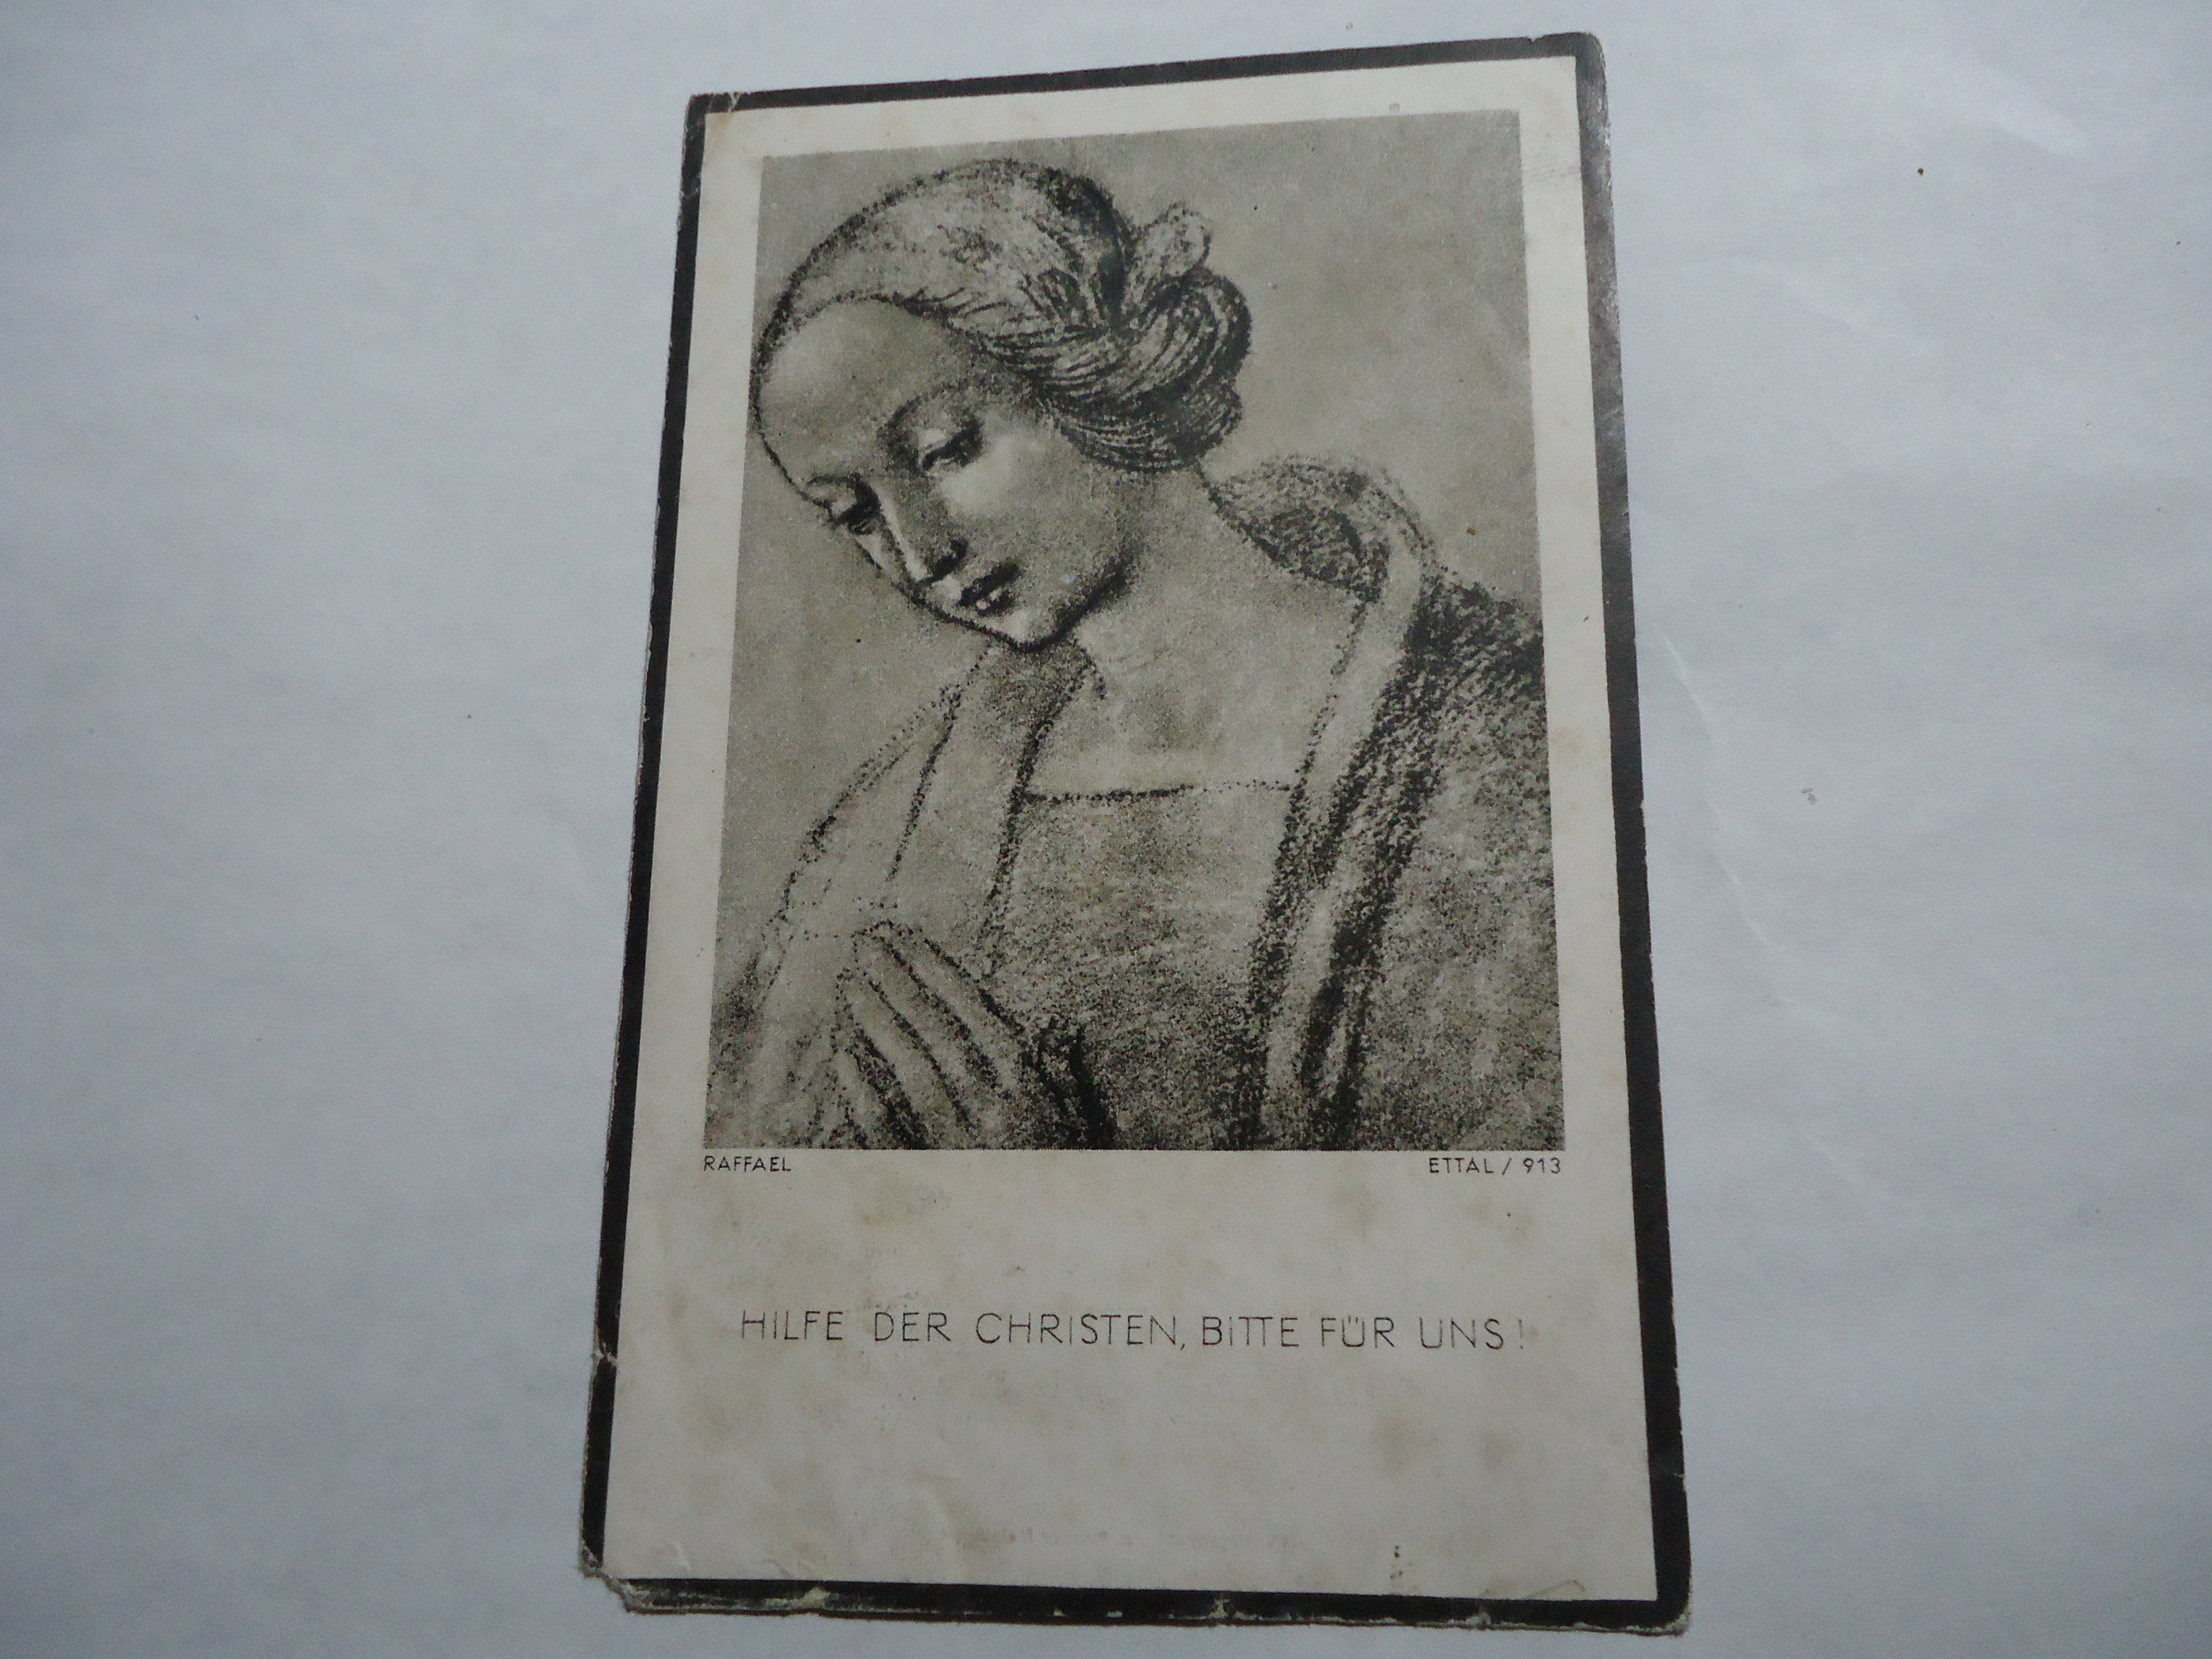 RAFFAEL
ETTAL / 913
HILFE DER CHRISTEN, BITTE FÜR UNS!